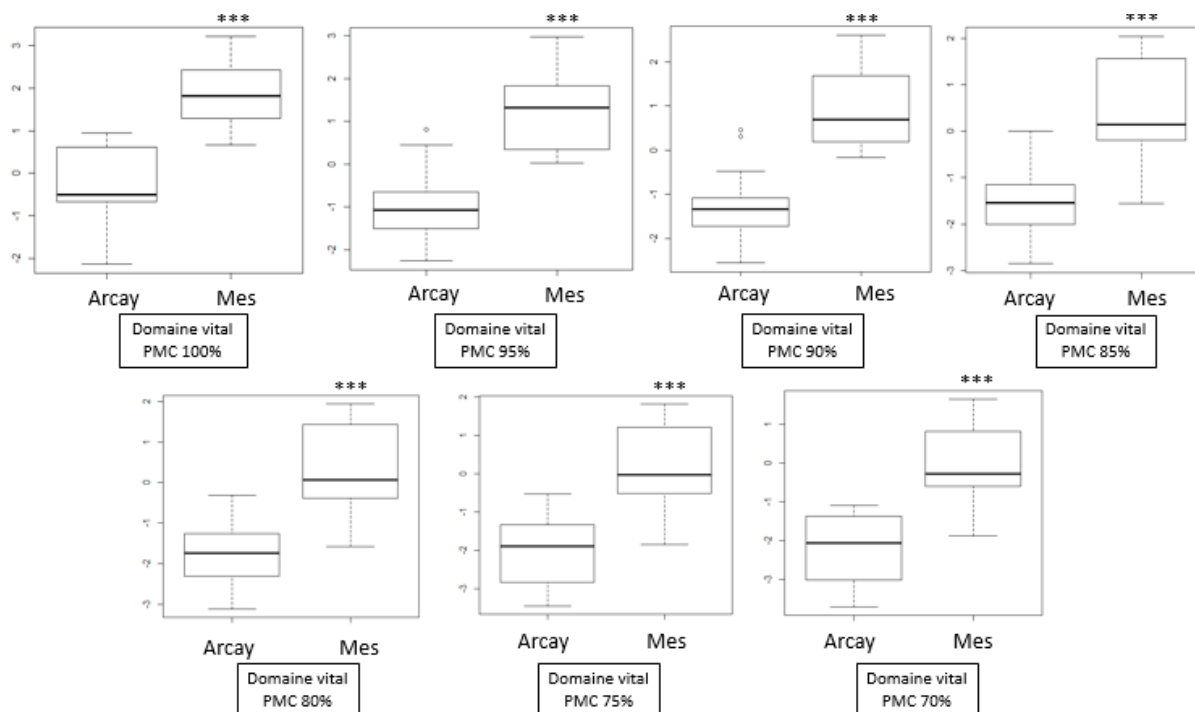 *** *** *** ***
3 2 1 0 -1 -2
3 2 1 0 -1 -2
2 1 0 -1 -2
2 1 0 -1 -2 -3
Arcay Mes Arcay Mes Arcay Mes Arcay Mes
Domaine vital Domaine vital Domaine vital Domaine vital
PMC 100% PMC 95% PMC 90% PMC 85%
*** *** ***
2 1 0 -1 -2 -3
2 1 0 -1 -2 -3
1 0 -1 -2 -3
Arcay Mes Arcay Mes Arcay Mes
Domaine vital Domaine vital Domaine vital
PMC 80% PMC 75% PMC 70%